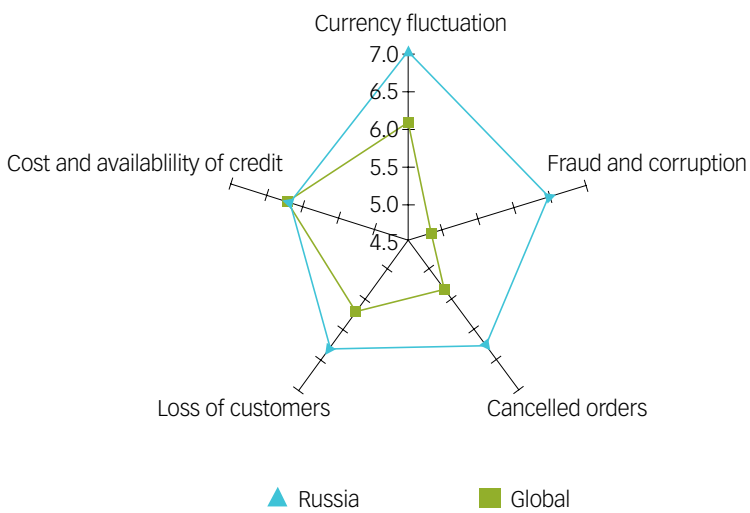 Currency fluctuation
7.0
6.5
6.0
Cost and availablility of credit
Fraud and corruption
5.5
5.0
4.5
Loss of customers
Cancelled orders
Russia
Global